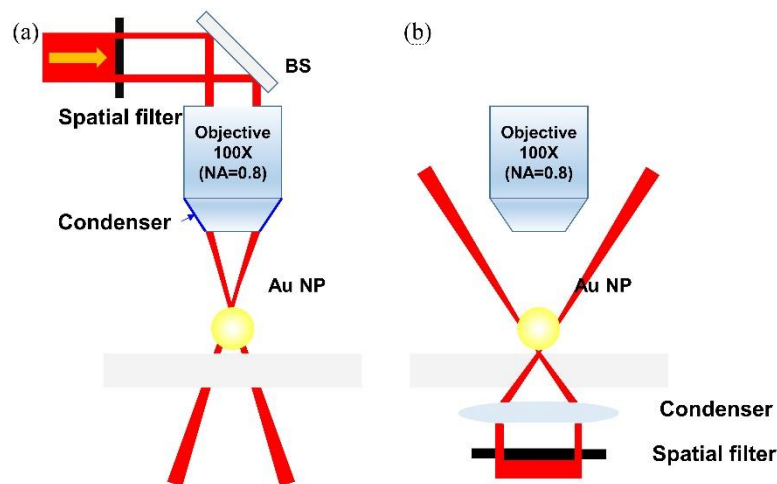 (a)
BS
Spatial filter
Objective
100X
(NA=0.8)
Condenser
Au NP
(b)
Objective
100X
(NA=0.8)
Au NP
Condenser
Spatial filter